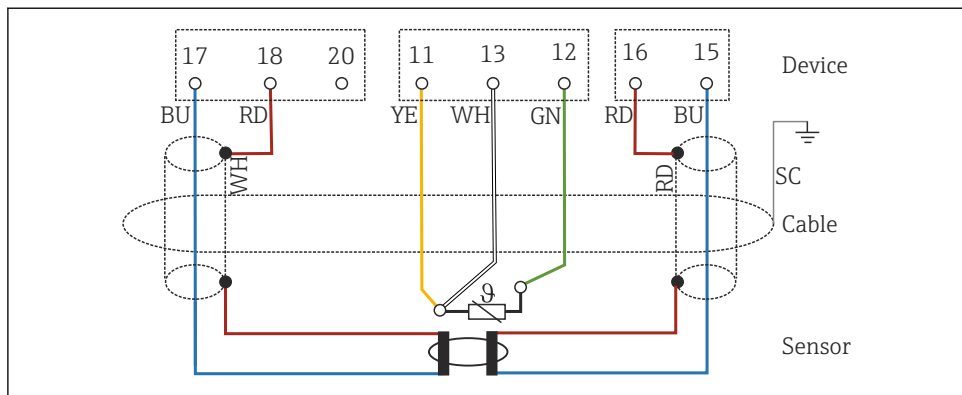 17 18 20 11 13 12 16 15
Device
BU RD YE WH GN RD BU
WH
RD
SC
Cable
ϑ
Sensor